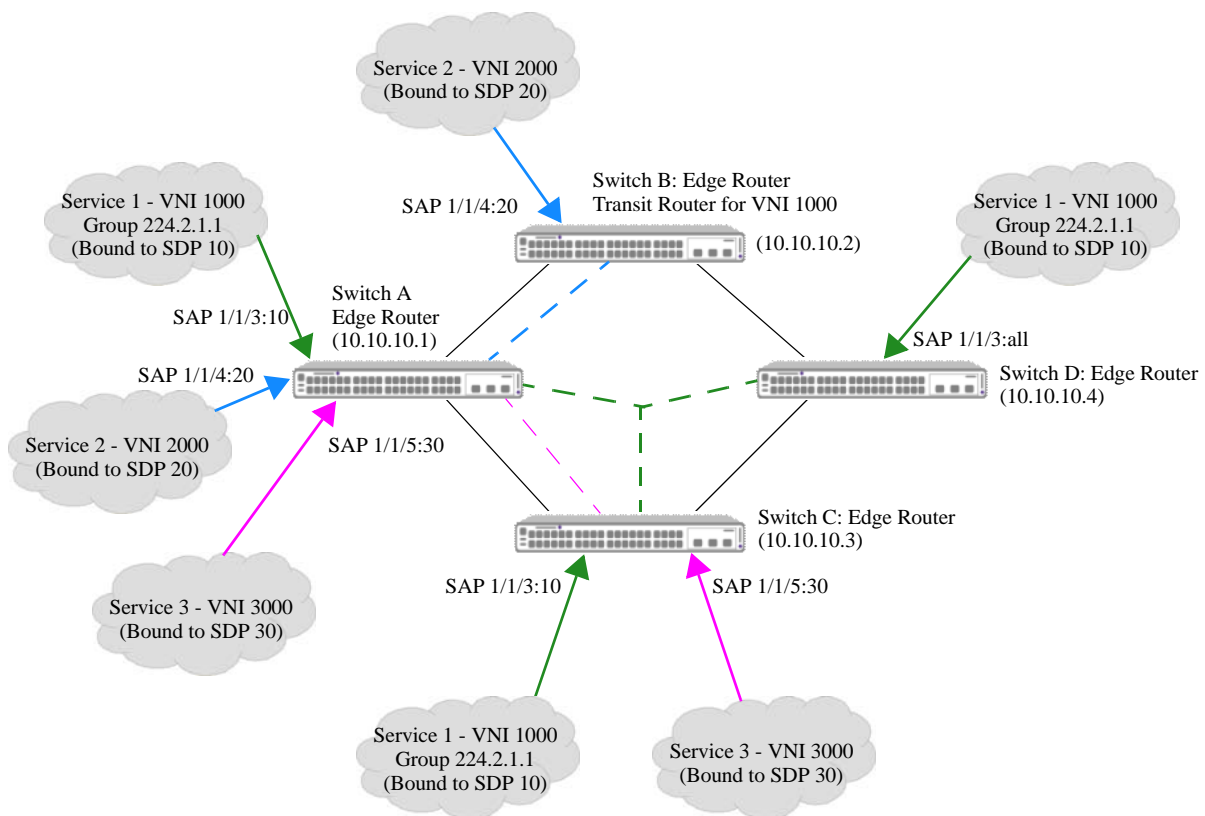 Service 2 - VNI 2000
(Bound to SDP 20)
Service 1 - VNI 1000
Group 224.2.1.1
(Bound to SDP 10)
SAP 1/1/4:20
Switch B: Edge Router
Transit Router for VNI 1000
(10.10.10.2)
Service 1 - VNI 1000
Group 224.2.1.1
(Bound to SDP 10)
SAP 1/1/3:10
Switch A
Edge Router
(10.10.10.1)
SAP 1/1/3:all
SAP 1/1/4:20
Switch D: Edge Router
(10.10.10.4)
Service 2 - VNI 2000
(Bound to SDP 20)
SAP 1/1/5:30
Switch C: Edge Router
(10.10.10.3)
SAP 1/1/3:10
SAP 1/1/5:30
Service 3 - VNI 3000
(Bound to SDP 30)
Service 1 - VNI 1000
Group 224.2.1.1
(Bound to SDP 10)
Service 3 - VNI 3000
(Bound to SDP 30)